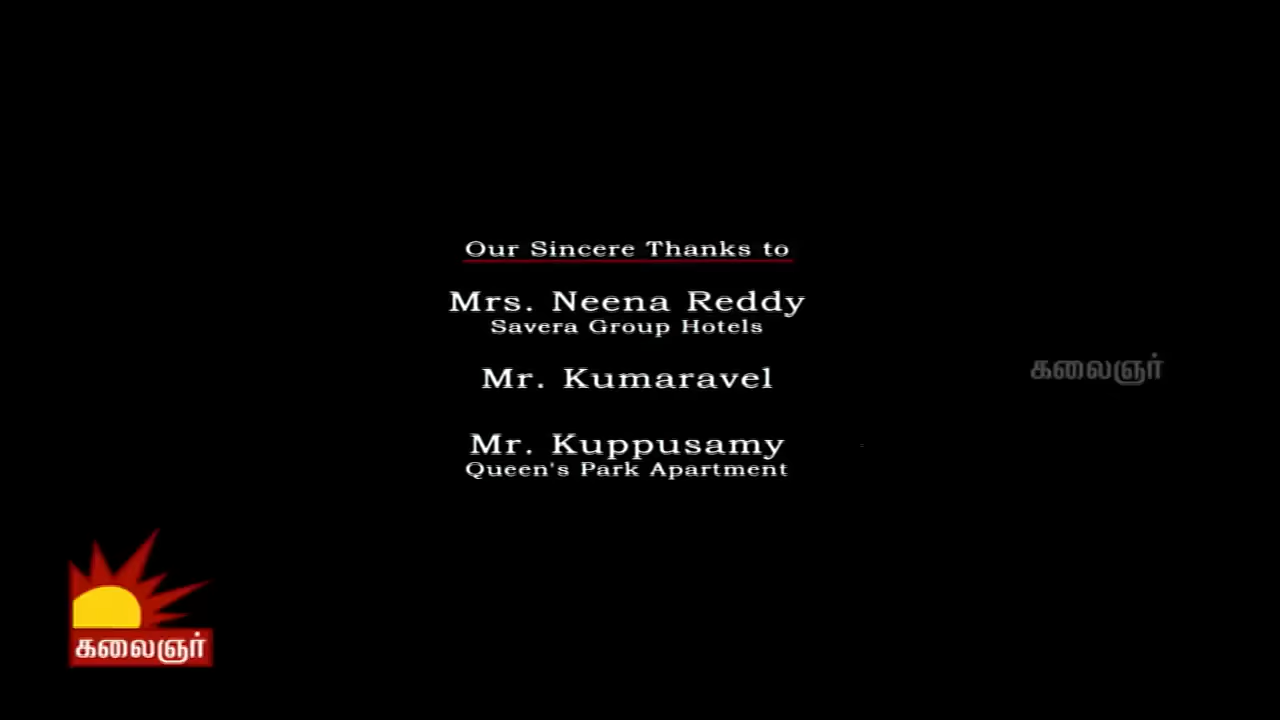 Our Sincere Thanks to
Mrs. Neena Reddy
Savera Group Hotels
Mr. Kumaravel
கலைஞர்
Mr. Kuppusamy
Queen's Park Apartment
கலைஞர்